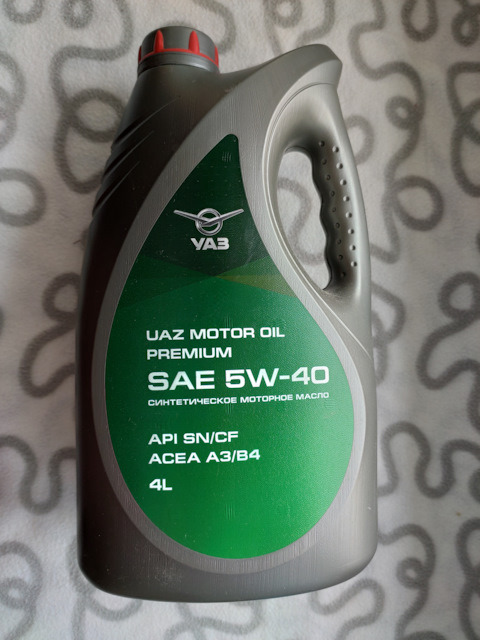 УАЗ
UAZ MOTOR OIL
PREMIUM
SAE 5W-40
СИНТЕТИЧЕСКОЕ МОТОРНОЕ МАСЛО
API SN/CF
ACEA A3/B4
4L